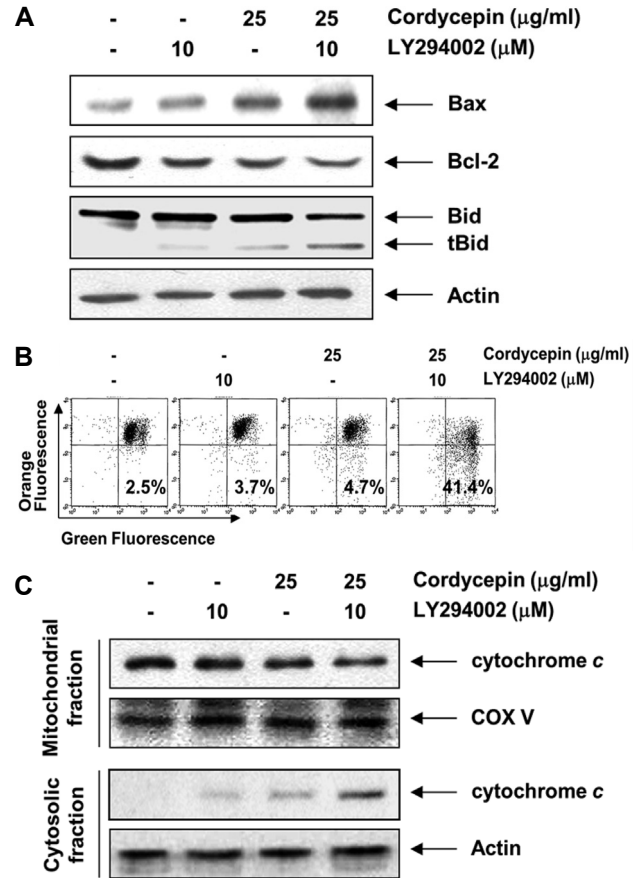 A
- - 25 25 Cordycepin (μg/ml)
- 10 - 10 LY294002 (μM)
Bax
Bcl-2
Bid
tBid
Actin
B
- - 25 25 Cordycepin (μg/ml)
- 10 - 10 LY294002 (μM)
Orange
Fluorescence
2.5% 3.7% 4.7% 41.4%
Green Fluorescence
C
- - 25 25 Cordycepin (μg/ml)
- 10 - 10 LY294002 (μM)
Mitochondrial
fraction
cytochrome c
COX V
Cytosolic
fraction
cytochrome c
Actin